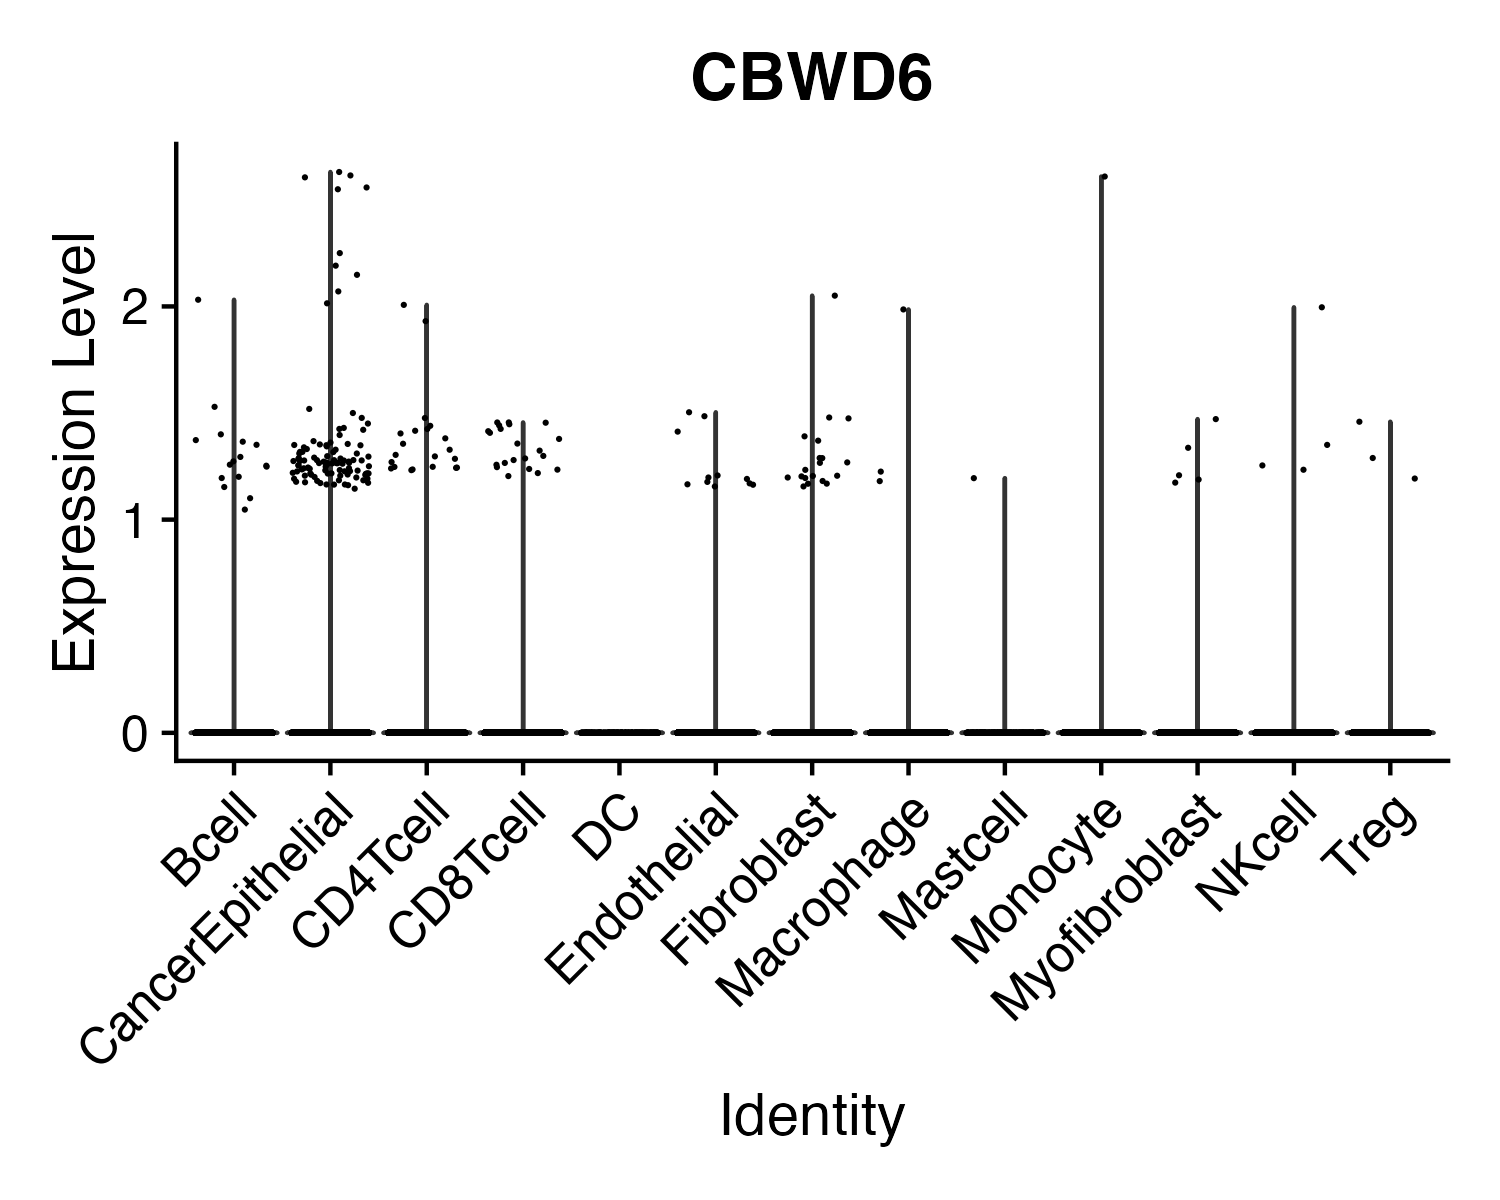 CBWD6
Expression Level
2
1
0
Bcell
CancerEpithelial
CD4Tcell
CD8Tcell
DC
Endothelial
Fibroblast
Macrophage
Mastcell
Monocyte
Myofibroblast
NKcell
Treg
Identity